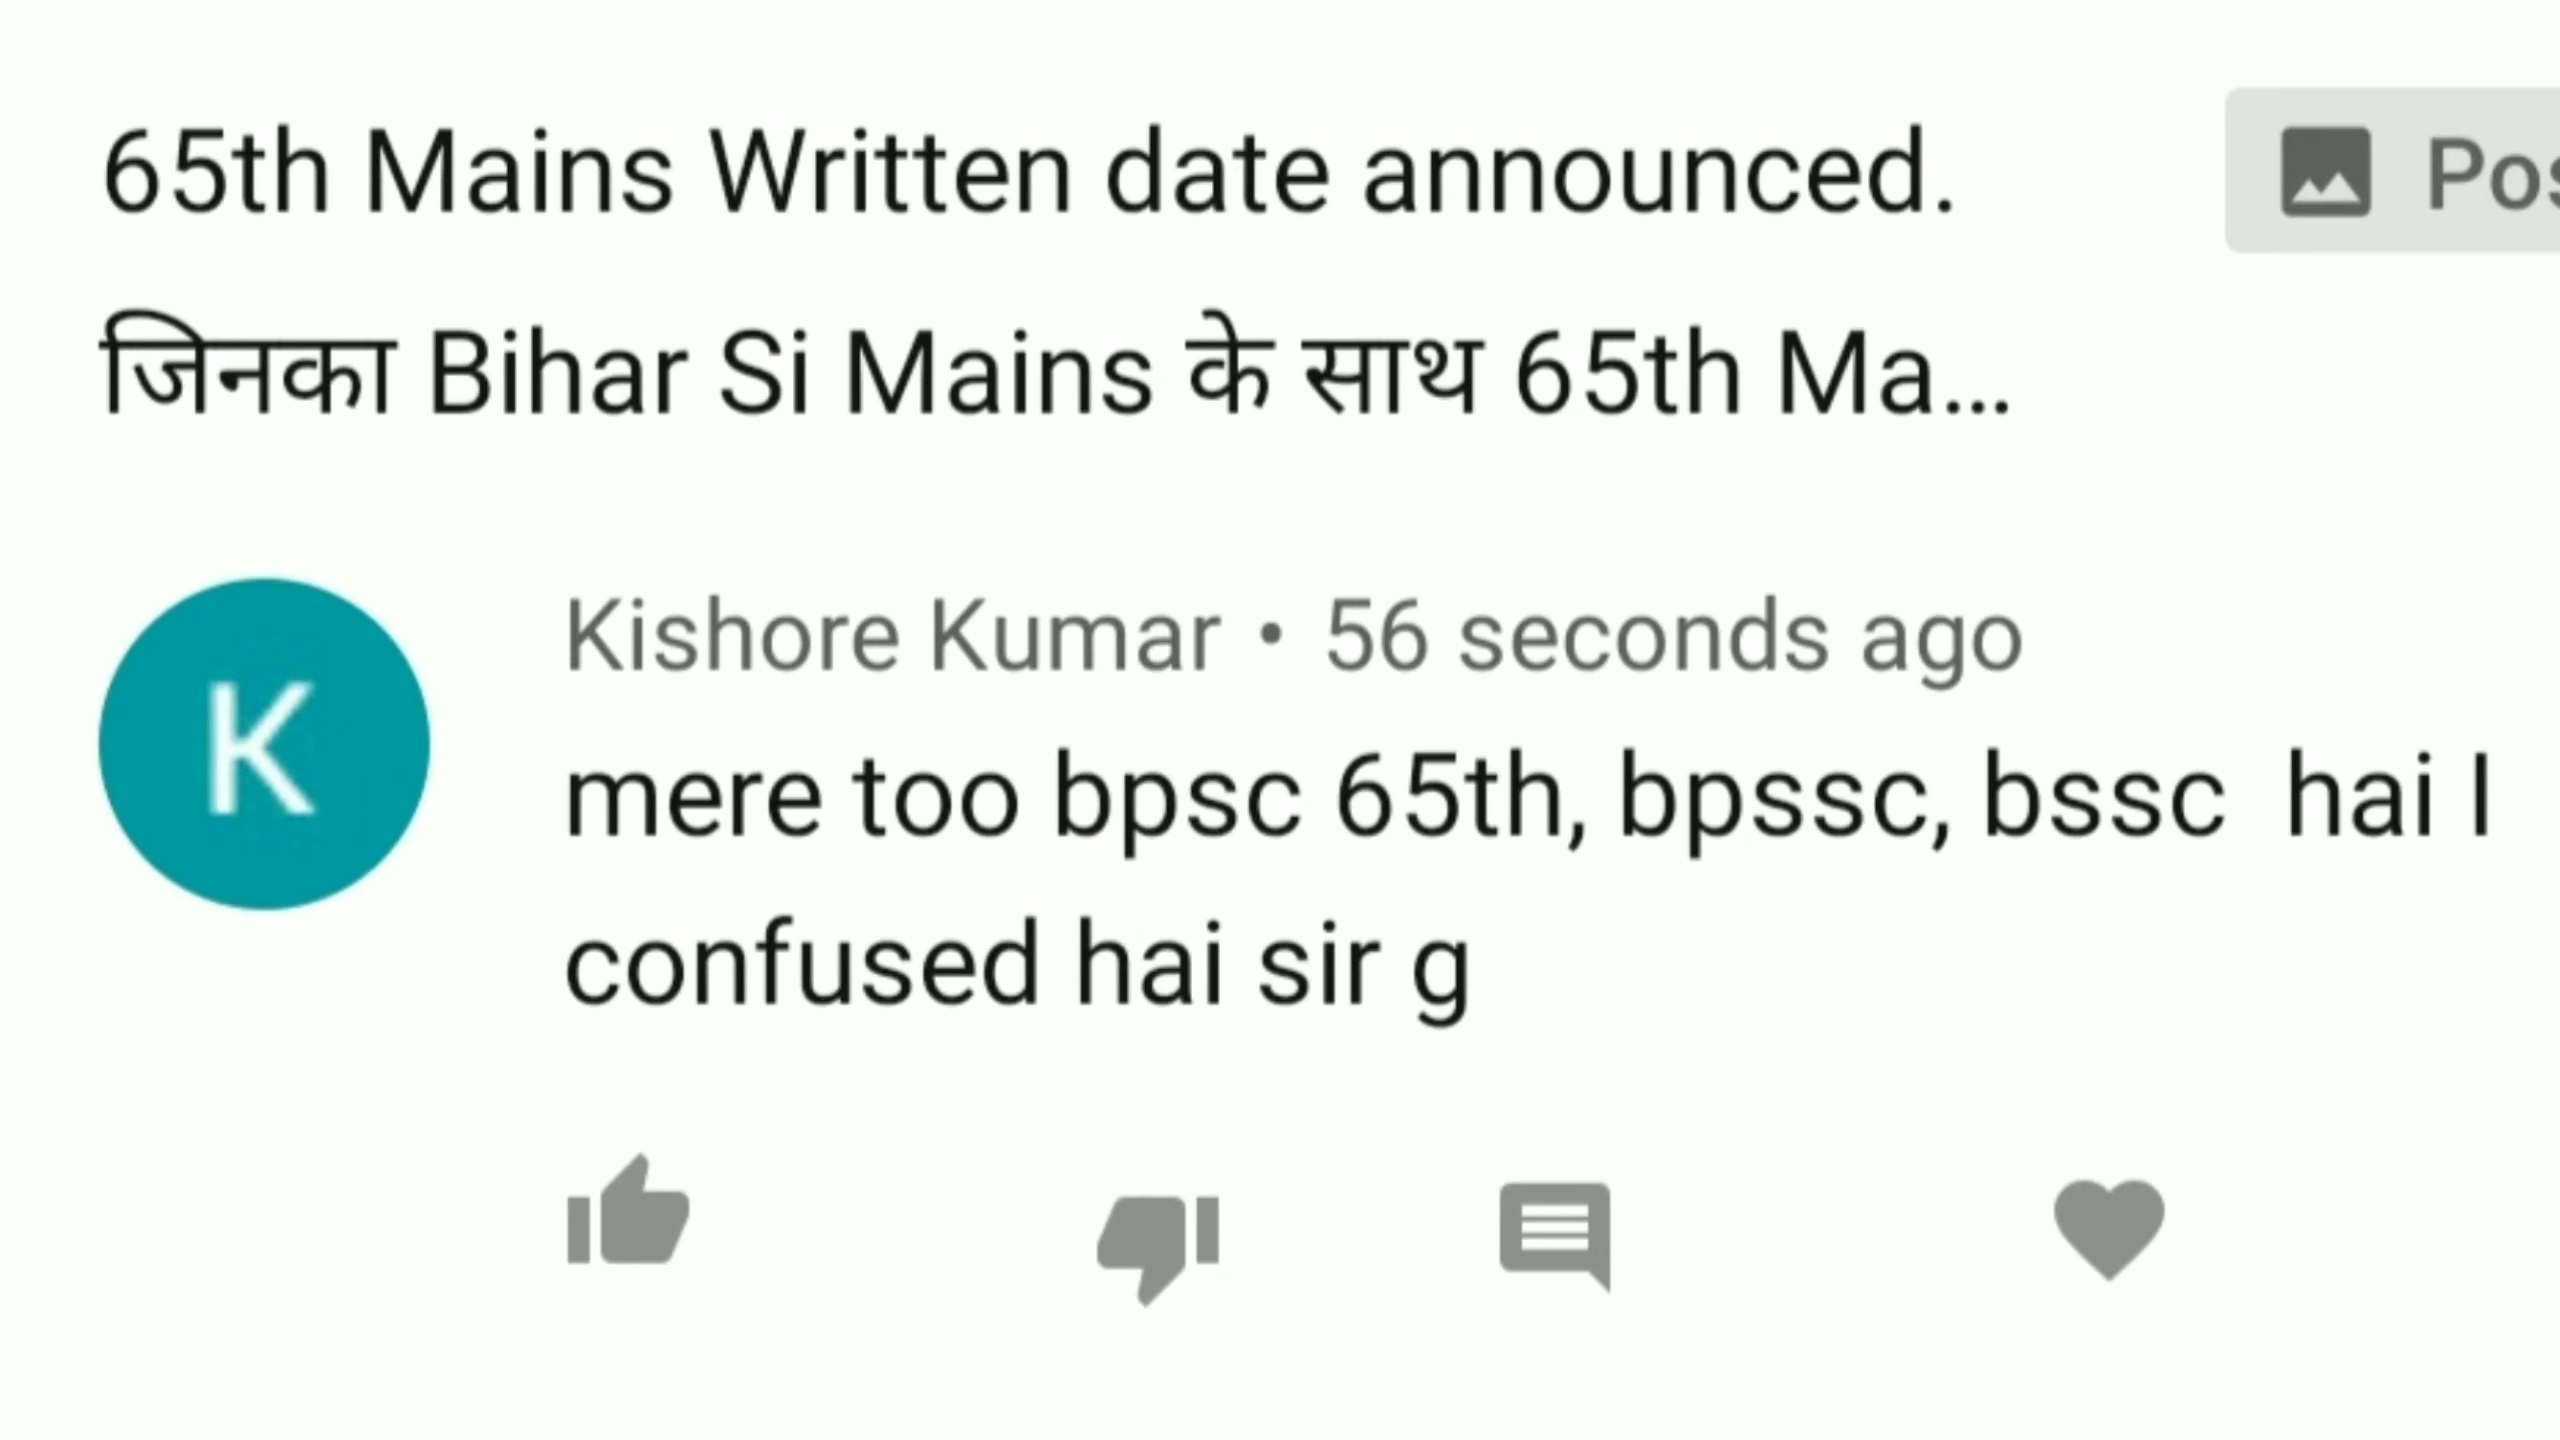 65th Mains Written date announced.
Pos
जिनका Bihar Si Mains के साथ 65th Ma...
K
Kishore Kumar • 56 seconds ago
mere too bpsc 65th, bpssc, bssc  hai I
confused hai sir g